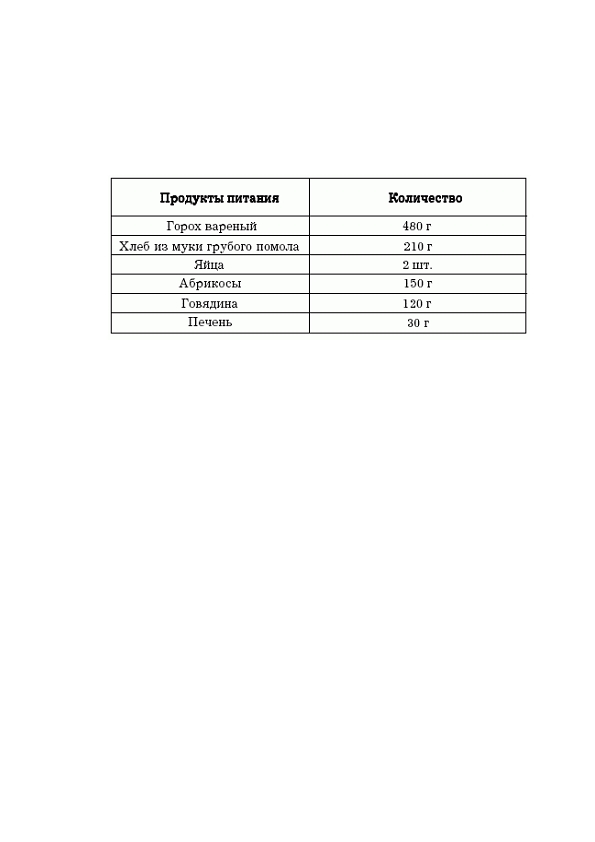 Продукты питания Количество
Горох вареный 480 г
Хлеб из муки грубого помола 210 г
Яйца 2 шт.
Абрикосы 150 г
Говядина 120 г
Печень 30 г